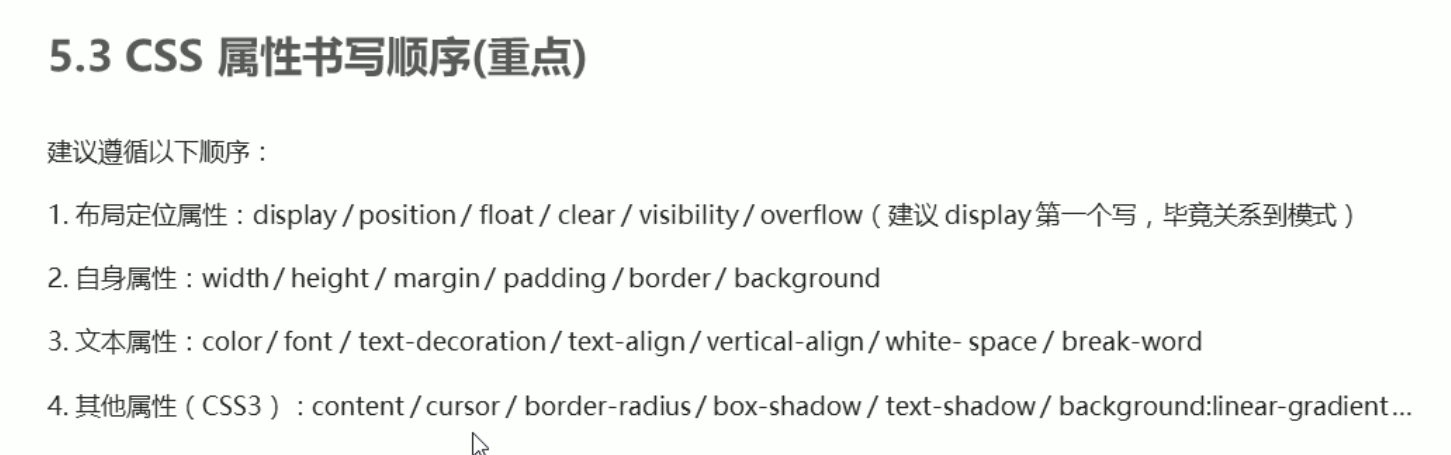 5.3 CSS 属性书写顺序(重点)
建议遵循以下顺序：
1. 布局定位属性：display / position / float / clear / visibility / overflow（建议 display 第一个写，毕竟关系到模式）
2. 自身属性：width / height / margin / padding / border / background
3. 文本属性：color / font / text-decoration / text-align / vertical-align / white- space / break-word
4. 其他属性（CSS3）：content / cursor / border-radius / box-shadow / text-shadow / background:linear-gradient…